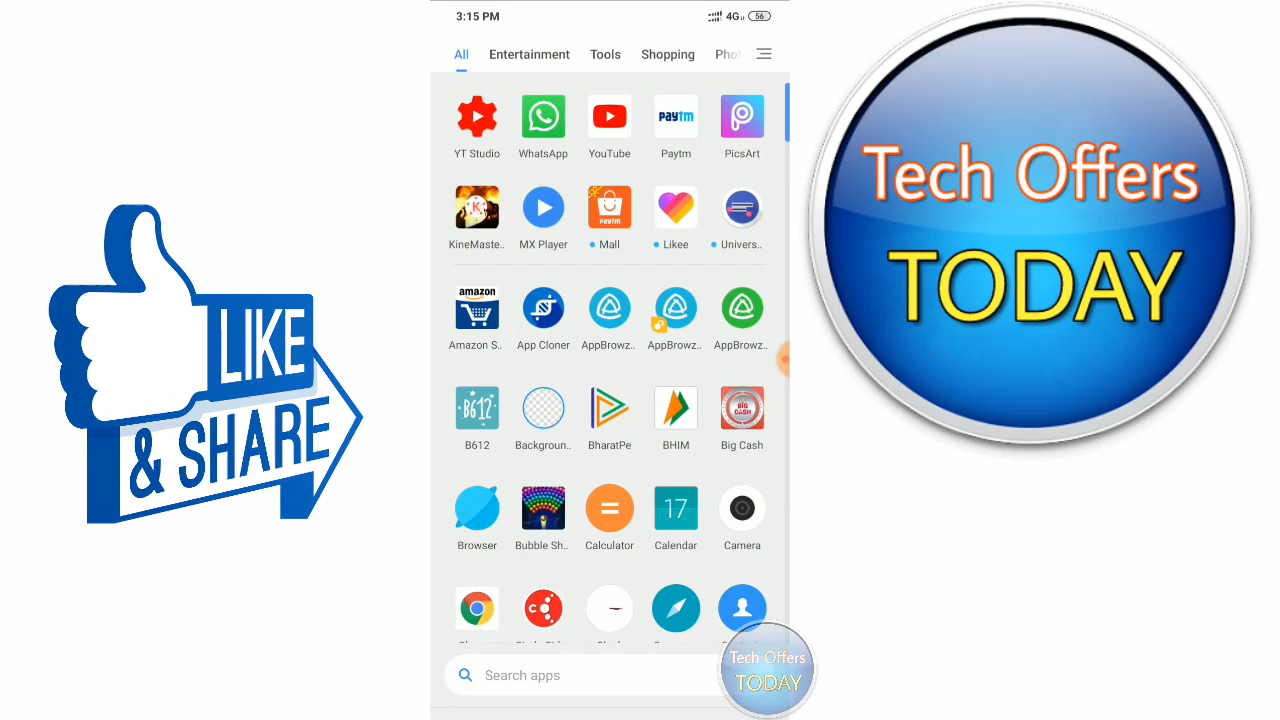 3:15 PM
4G
56
All Entertainment Tools Shopping
YT Studio WhatsApp YouTube Paytm PicsArt
paytm
K
paytm
KineMaste.. MX Player Mall Likee Univers..
amazon
Amazon S.. App Cloner AppBrowz.. AppBrowz.. AppBrowz..
B612
BIG CASH
B612 Backgroun.. BharatPe BHIM Big Cash
17
Browser Bubble Sh.. Calculator Calendar Camera
Search apps
LIKE
& SHARE
Tech Offers
TODAY
Tech Offers
TODAY